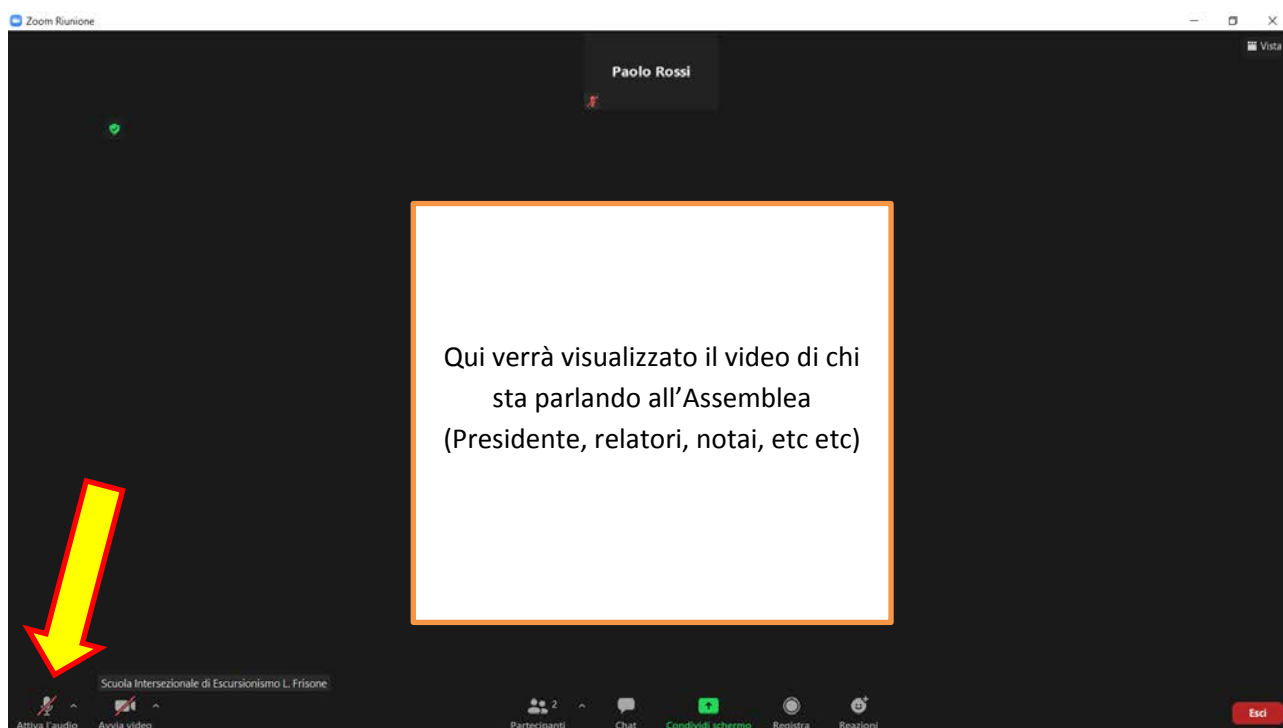 Zoom Riunione
Vista
Paolo Rossi
Qui verrà visualizzato il video di chi
sta parlando all’Assemblea
(Presidente, relatori, notai, etc etc)
Scuola Intersezionale di Escursionismo L. Frisone
2
Attiva l'audio Avvia video Partecipanti Chat Condividi schermo Registra Reazioni
Esci